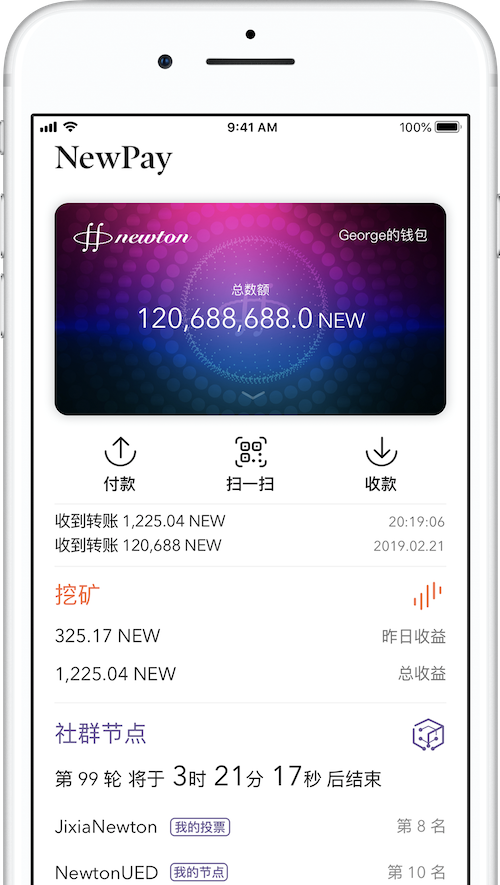 9:41 AM 100%
NewPay
newton George的钱包
总数额
120,688,688.0 NEW
付款 扫一扫 收款
收到转账 1,225.04 NEW 20:19:06
收到转账 120,688 NEW 2019.02.21
挖矿
325.17 NEW 昨日收益
1,225.04 NEW 总收益
社群节点
第 99 轮 将于 3时 21分 17秒 后结束
JixiaNewton 我的投票 第 8 名
NewtonUED 我的节点 第 10 名